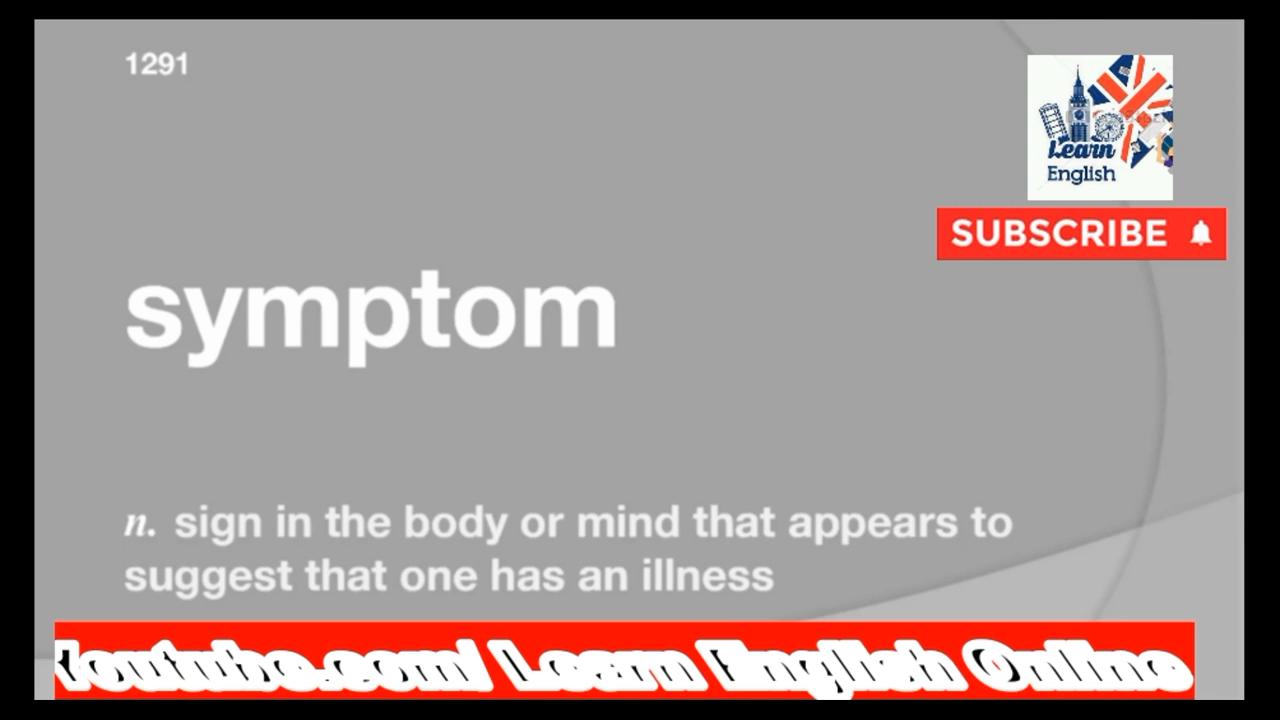 1291
Learn
English
SUBSCRIBE
symptom
n. sign in the body or mind that appears to
suggest that one has an illness
Youtube.com/ Learn English Online